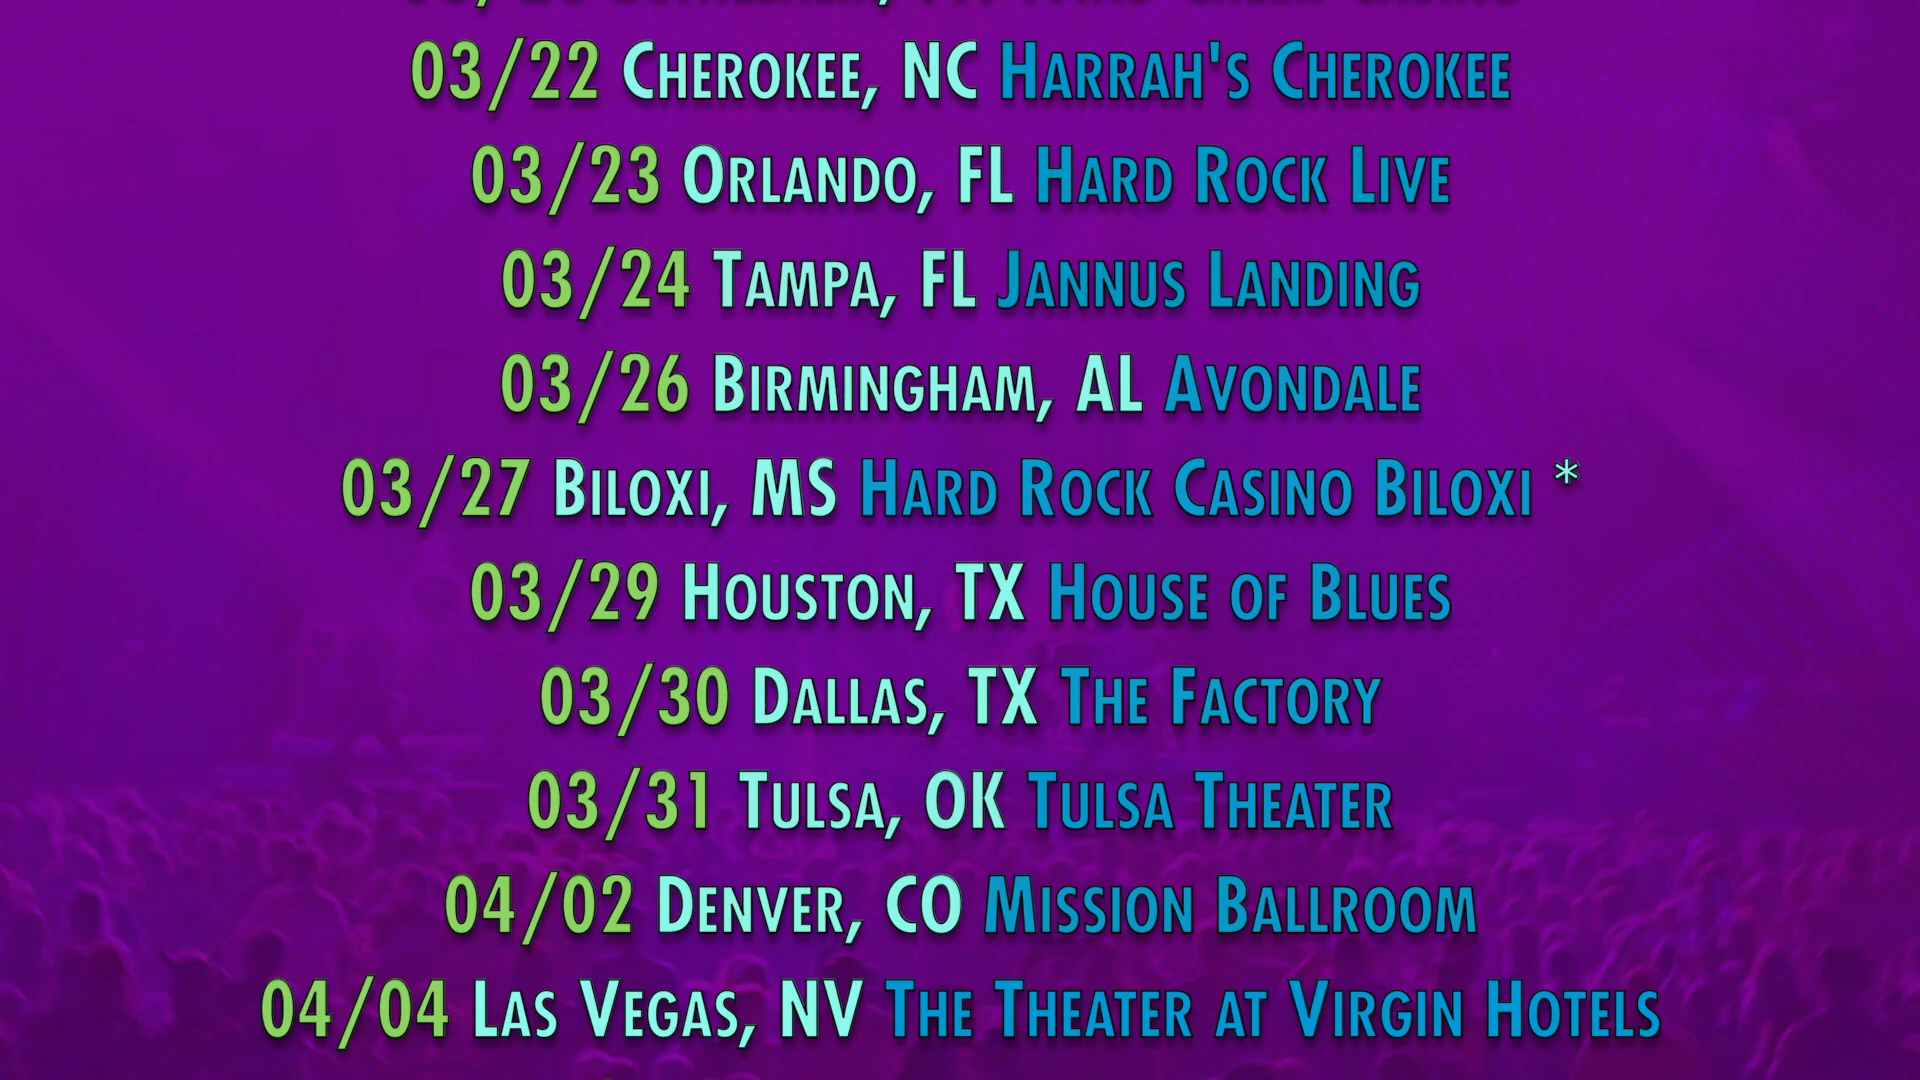 03/22 Cherokee, NC Harrah's Cherokee
03/23 Orlando, FL Hard Rock Live
03/24 Tampa, FL Jannus Landing
03/26 Birmingham, AL Avondale
03/27 Biloxi, MS Hard Rock Casino Biloxi *
03/29 Houston, TX House of Blues
03/30 Dallas, TX The Factory
03/31 Tulsa, OK Tulsa Theater
04/02 Denver, CO Mission Ballroom
04/04 Las Vegas, NV The Theater at Virgin Hotels